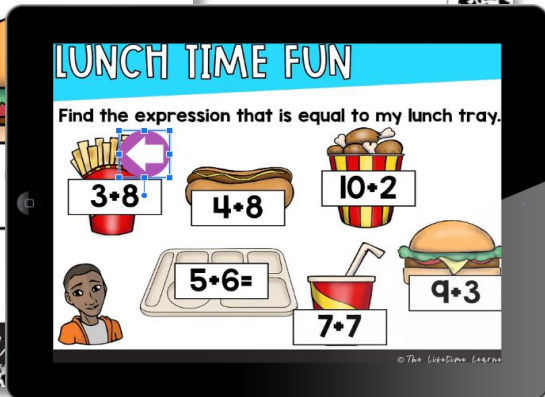 LUNCH TIME FUN
Find the expression that is equal to my lunch tray.
3+8
4+8
10+2
5+6=
7+7
9+3
© The Lifetime